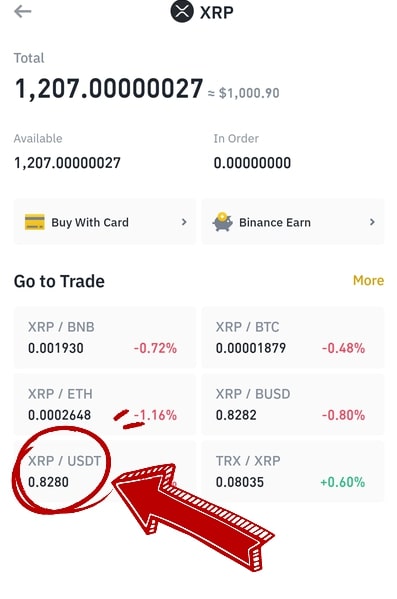 XRP
Total
1,207.00000027 ≈ $1,000.90
Available In Order
1,207.00000027 0.00000000
Buy With Card Binance Earn
Go to Trade More
XRP / BNB XRP / BTC
0.001930 -0.72% 0.00001879 -0.48%
XRP / ETH XRP / BUSD
0.0002648 -1.16% 0.8282 -0.80%
XRP / USDT TRX / XRP
0.8280 0.08035 +0.60%